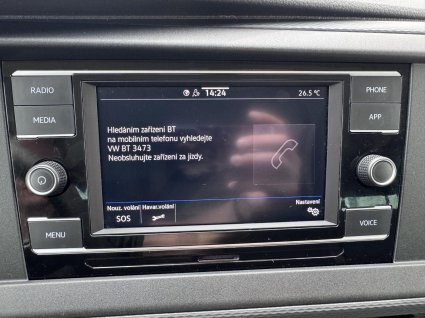 RADIO
MEDIA
MENU
14:24
26.5 °C
Hledáním zařízení BT
na mobilním telefonu vyhledejte
VW BT 3473
Neobsluhujte zařízení za jízdy.
Nouz. volání Havar.volání
SOS
Nastavení
PHONE
APP
VOICE